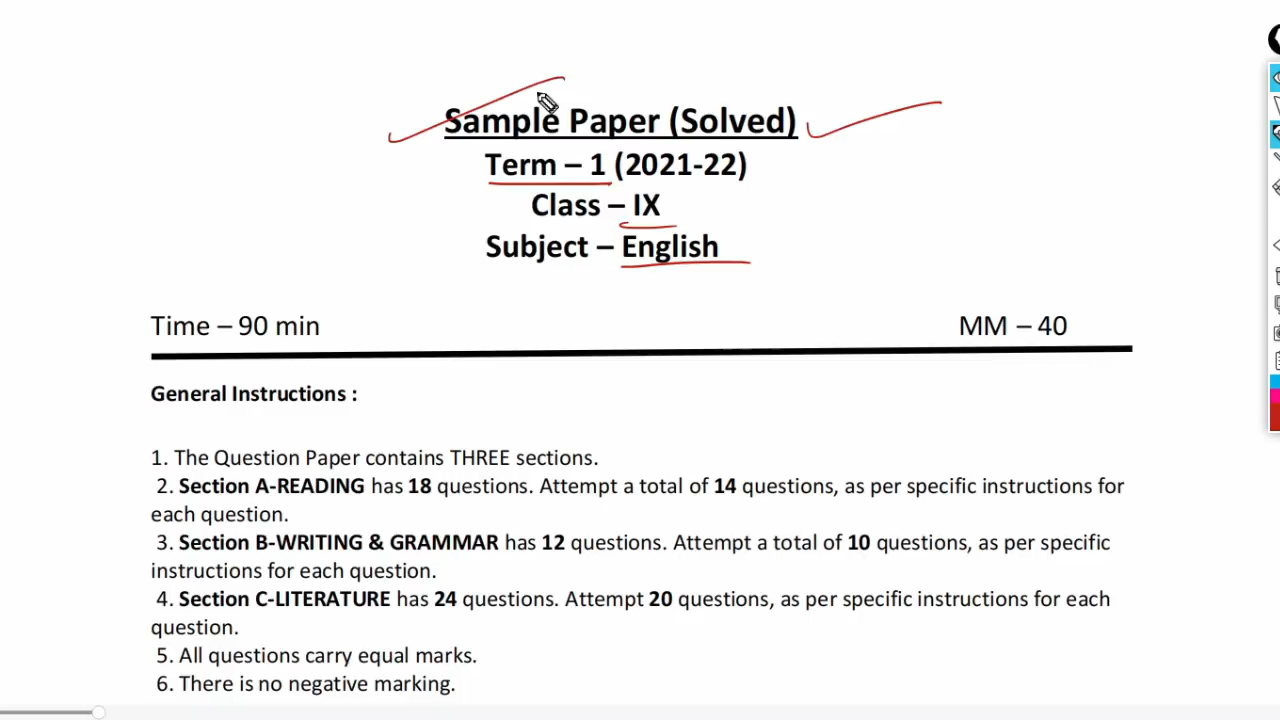 Sample Paper (Solved)
Term – 1 (2021-22)
Class – IX
Subject – English
Time – 90 min
MM – 40
General Instructions :
1. The Question Paper contains THREE sections.
2. Section A-READING has 18 questions. Attempt a total of 14 questions, as per specific instructions for
each question.
3. Section B-WRITING & GRAMMAR has 12 questions. Attempt a total of 10 questions, as per specific
instructions for each question.
4. Section C-LITERATURE has 24 questions. Attempt 20 questions, as per specific instructions for each
question.
5. All questions carry equal marks.
6. There is no negative marking.